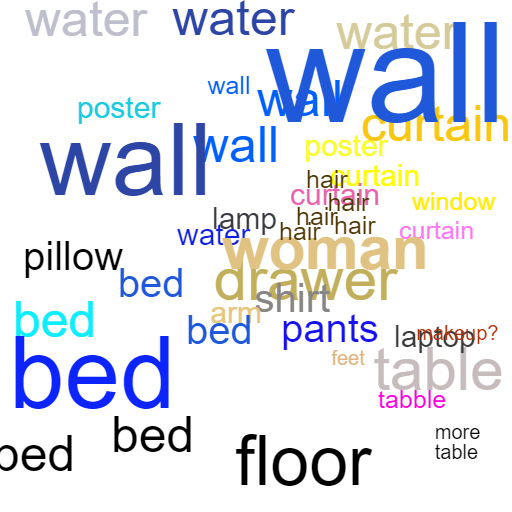 water
water
water
wall
wall
wall
poster
curtain
wall
wall
poster
curtain
hair
curtain
hair
window
hair
lamp
hair
hair
curtain
water
woman
pillow
bed
drawer
shirt
arm
bed
bed
pants
laptop
makeup?
feet
bed
table
tabble
bed
more
table
bed
floor